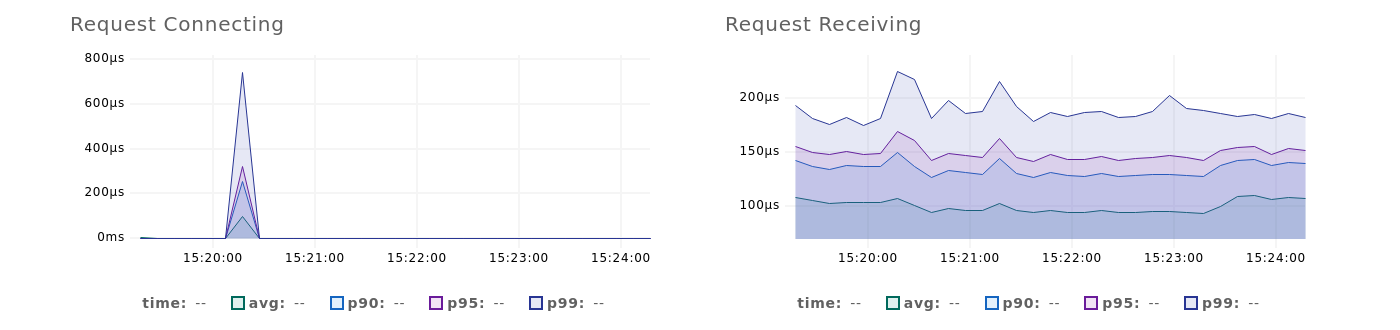 Request Connecting
800µs
600µs
400µs
200µs
0ms
15:20:00 15:21:00 15:22:00 15:23:00 15:24:00
time: -- avg: -- p90: -- p95: -- p99: --
Request Receiving
200µs
150µs
100µs
15:20:00 15:21:00 15:22:00 15:23:00 15:24:00
time: -- avg: -- p90: -- p95: -- p99: --